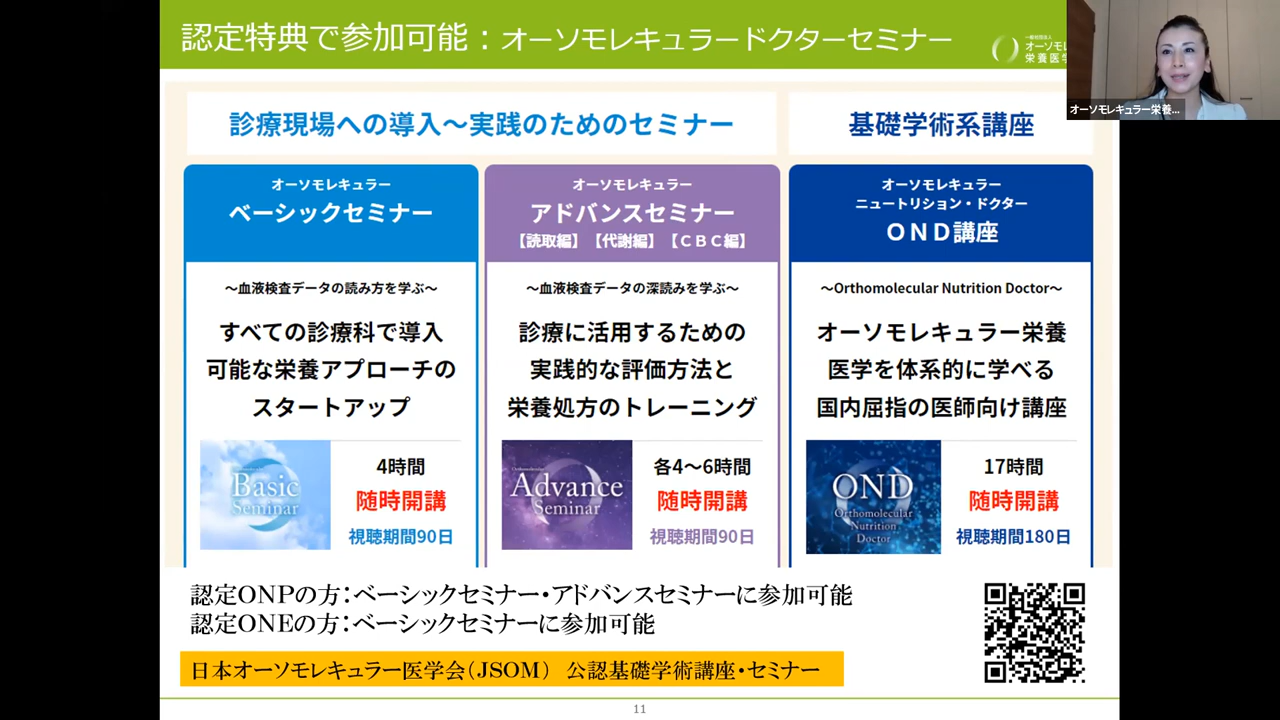 認定特典で参加可能：オーソモレキュラードクターセミナー
一般社団法人
オーソモレ
栄養医学
オーソモレキュラー栄養...
診療現場への導入～実践のためのセミナー
基礎学術系講座
オーソモレキュラー
ベーシックセミナー
～血液検査データの読み方を学ぶ～
すべての診療科で導入
可能な栄養アプローチの
スタートアップ
Basic
Seminar
4時間
随時開講
視聴期間90日
オーソモレキュラー
アドバンスセミナー
【読取編】【代謝編】【ＣＢＣ編】
～血液検査データの深読みを学ぶ～
診療に活用するための
実践的な評価方法と
栄養処方のトレーニング
Orthomolecular
Advance
Seminar
各4～6時間
随時開講
視聴期間90日
オーソモレキュラー
ニュートリション・ドクター
ＯＮＤ講座
～Orthomolecular Nutrition Doctor～
オーソモレキュラー栄養
医学を体系的に学べる
国内屈指の医師向け講座
OND
Orthomolecular
Nutrition
Doctor
17時間
随時開講
視聴期間180日
認定ONPの方：ベーシックセミナー・アドバンスセミナーに参加可能
認定ONEの方：ベーシックセミナーに参加可能
日本オーソモレキュラー医学会（JSOM）　公認基礎学術講座・セミナー
11